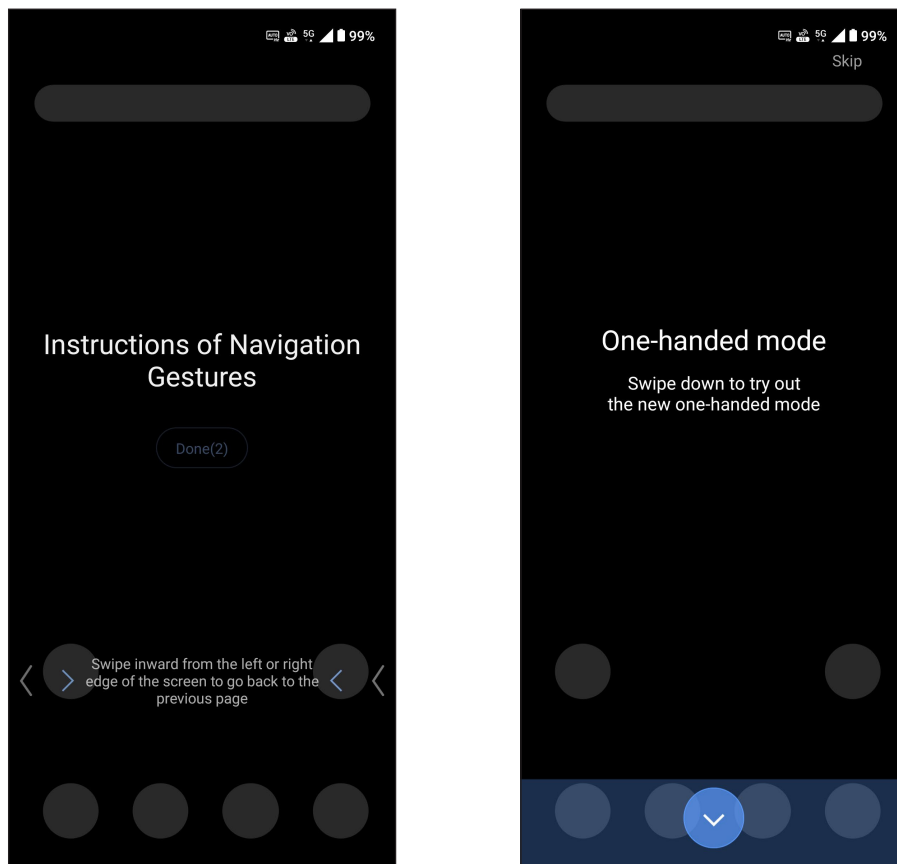 5G 99%
Instructions of Navigation
Gestures
Done(2)
Swipe inward from the left or right
edge of the screen to go back to the
previous page
5G 99%
Skip
One-handed mode
Swipe down to try out
the new one-handed mode